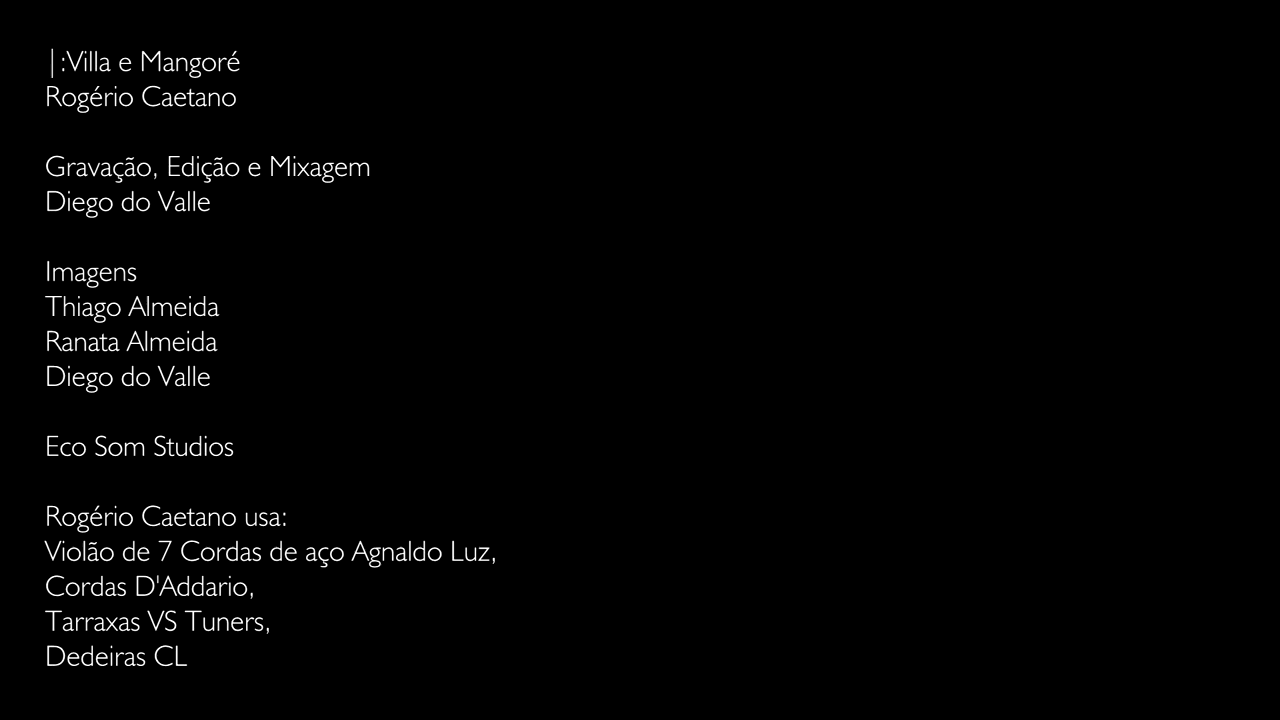 |:Villa e Mangoré
Rogério Caetano
Gravação, Edição e Mixagem
Diego do Valle
Imagens
Thiago Almeida
Ranata Almeida
Diego do Valle
Eco Som Studios
Rogério Caetano usa:
Violão de 7 Cordas de aço Agnaldo Luz,
Cordas D'Addario,
Tarraxas VS Tuners,
Dedeiras CL